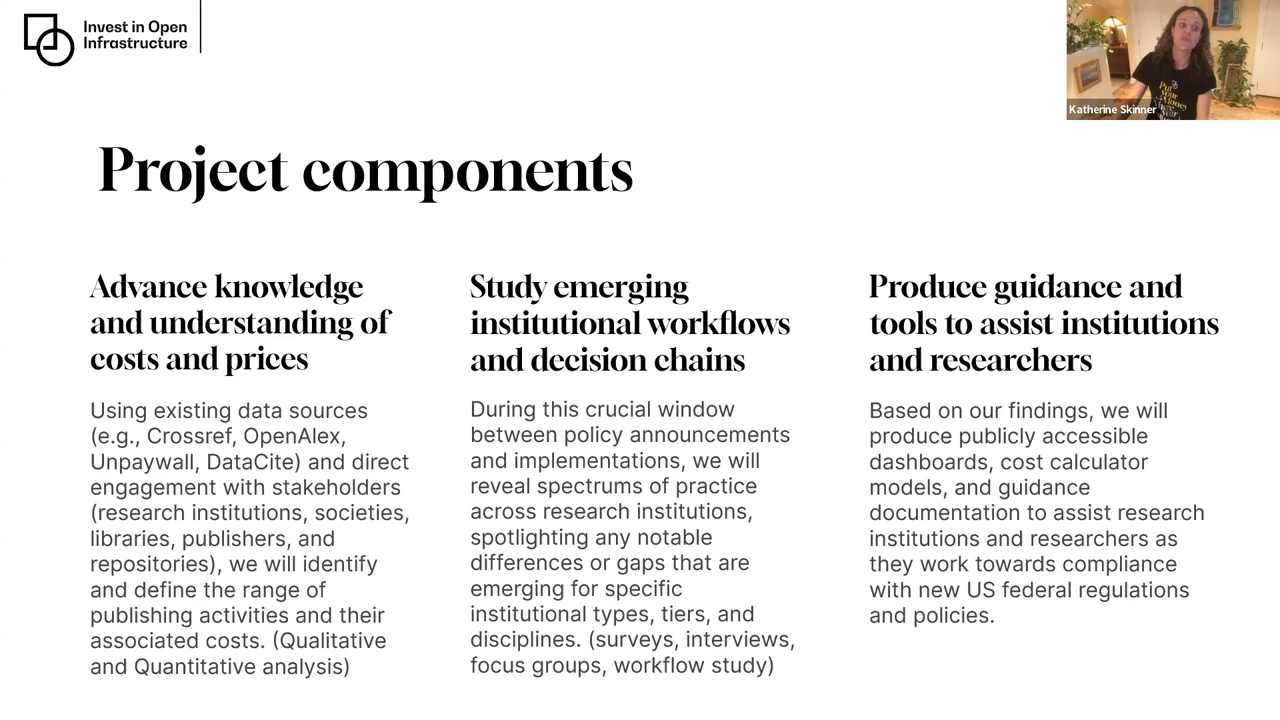 Invest in Open
Infrastructure
Katherine Skinner
Put
Your
Money
Where
Your
Project components
Advance knowledge
and understanding of
costs and prices
Using existing data sources
(e.g., Crossref, OpenAlex,
Unpaywall, DataCite) and direct
engagement with stakeholders
(research institutions, societies,
libraries, publishers, and
repositories), we will identify
and define the range of
publishing activities and their
associated costs. (Qualitative
and Quantitative analysis)
Study emerging
institutional workflows
and decision chains
During this crucial window
between policy announcements
and implementations, we will
reveal spectrums of practice
across research institutions,
spotlighting any notable
differences or gaps that are
emerging for specific
institutional types, tiers, and
disciplines. (surveys, interviews,
focus groups, workflow study)
Produce guidance and
tools to assist institutions
and researchers
Based on our findings, we will
produce publicly accessible
dashboards, cost calculator
models, and guidance
documentation to assist research
institutions and researchers as
they work towards compliance
with new US federal regulations
and policies.